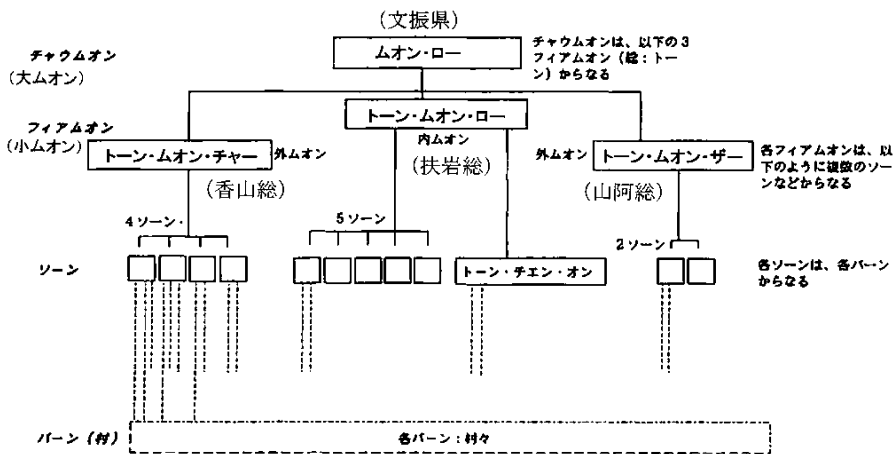 (文振県)
チャウムオン
(大ムオン)
ムオン・ロー
チャウムオンは、以下の3
フィアムオン(総:トー
ン)からなる
フィアムオン
(小ムオン)
トーン・ムオン・チャー
外ムオン
(香山総)
トーン・ムオン・ロー
内ムオン
(扶岩総)
外ムオン
トーン・ムオン・ザー
(山阿総)
各フィアムオンは、以
下のように複数のソー
ンなどからなる
4ソーン・
5ソーン
2ソーン
ソーン
トーン・チエン・オン
各ソーンは、各バーン
からなる
バーン(村)
各バーン:村々